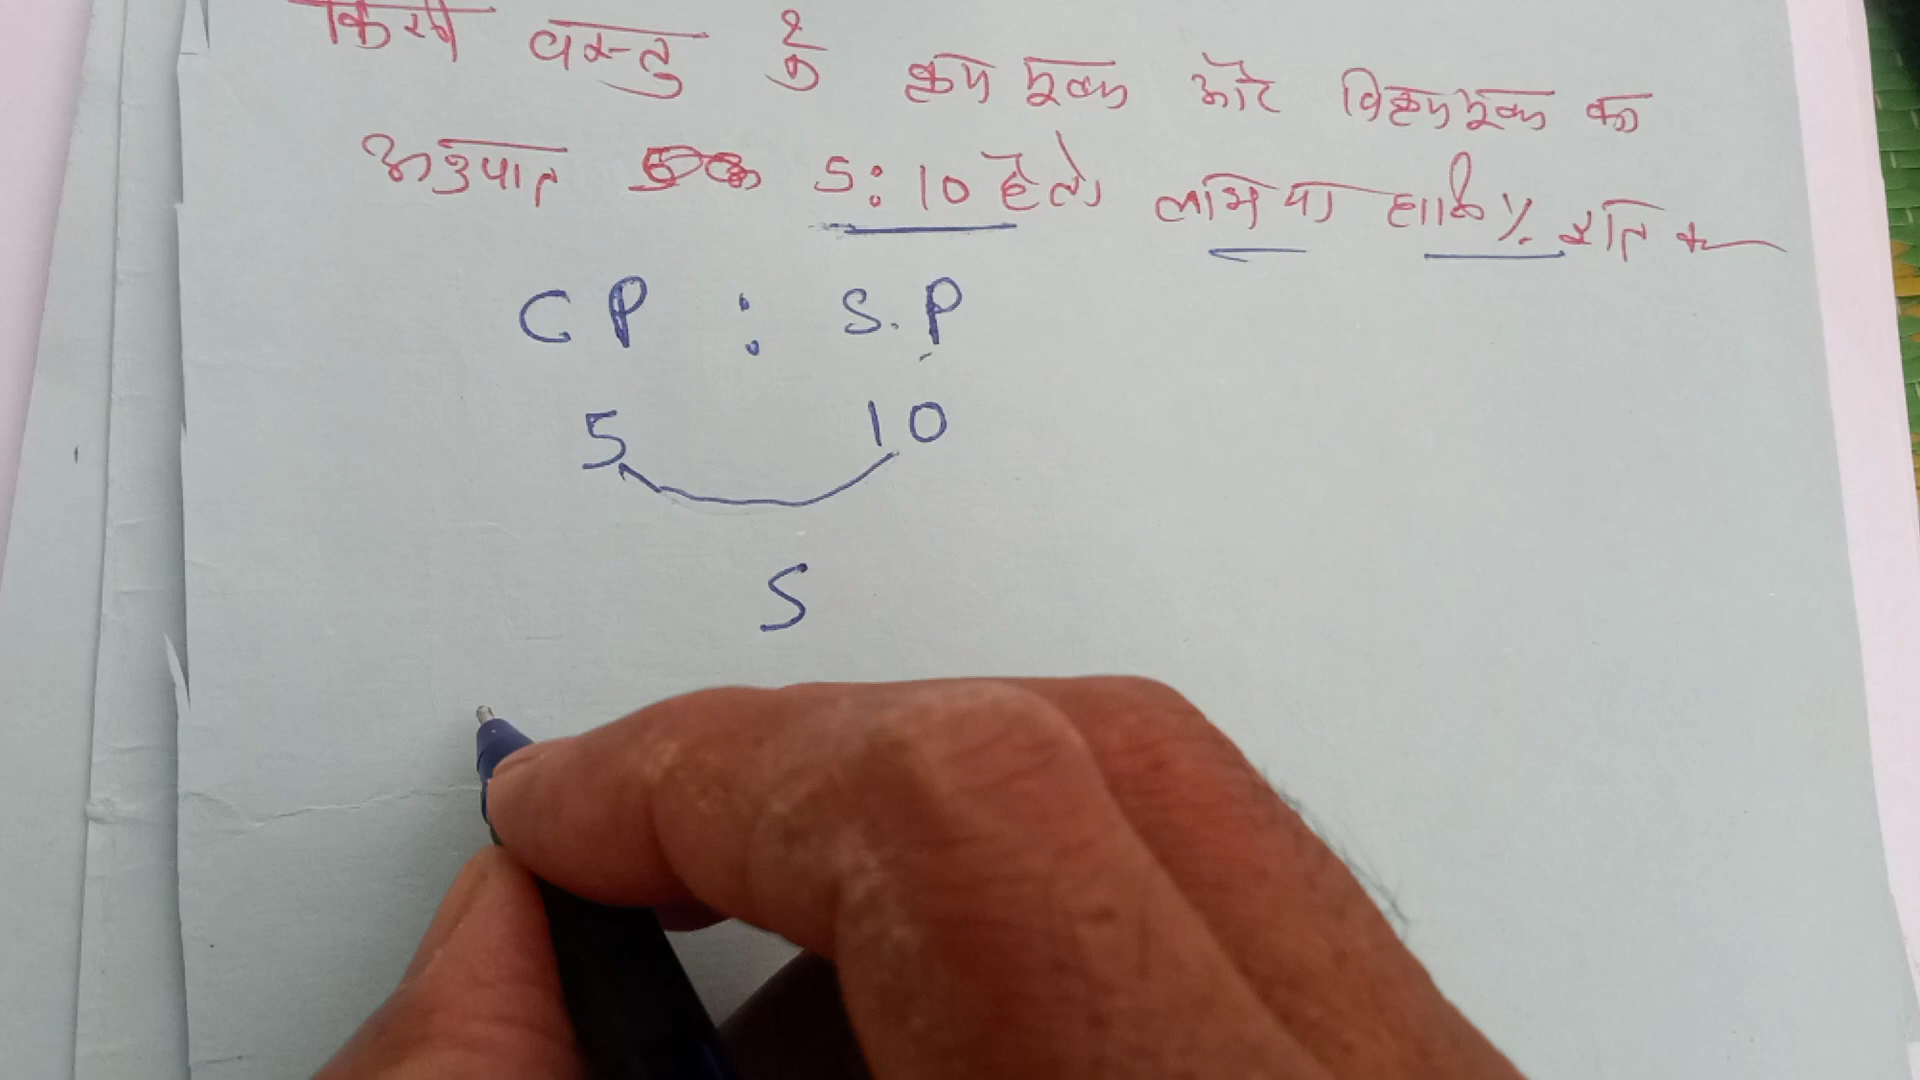 किसी वस्तु के क्रय मूल्य और विक्रय मूल्य का
अनुपात 5:10 है तो लाभ या हानि % ज्ञात करें
CP : S.P
5 10
5